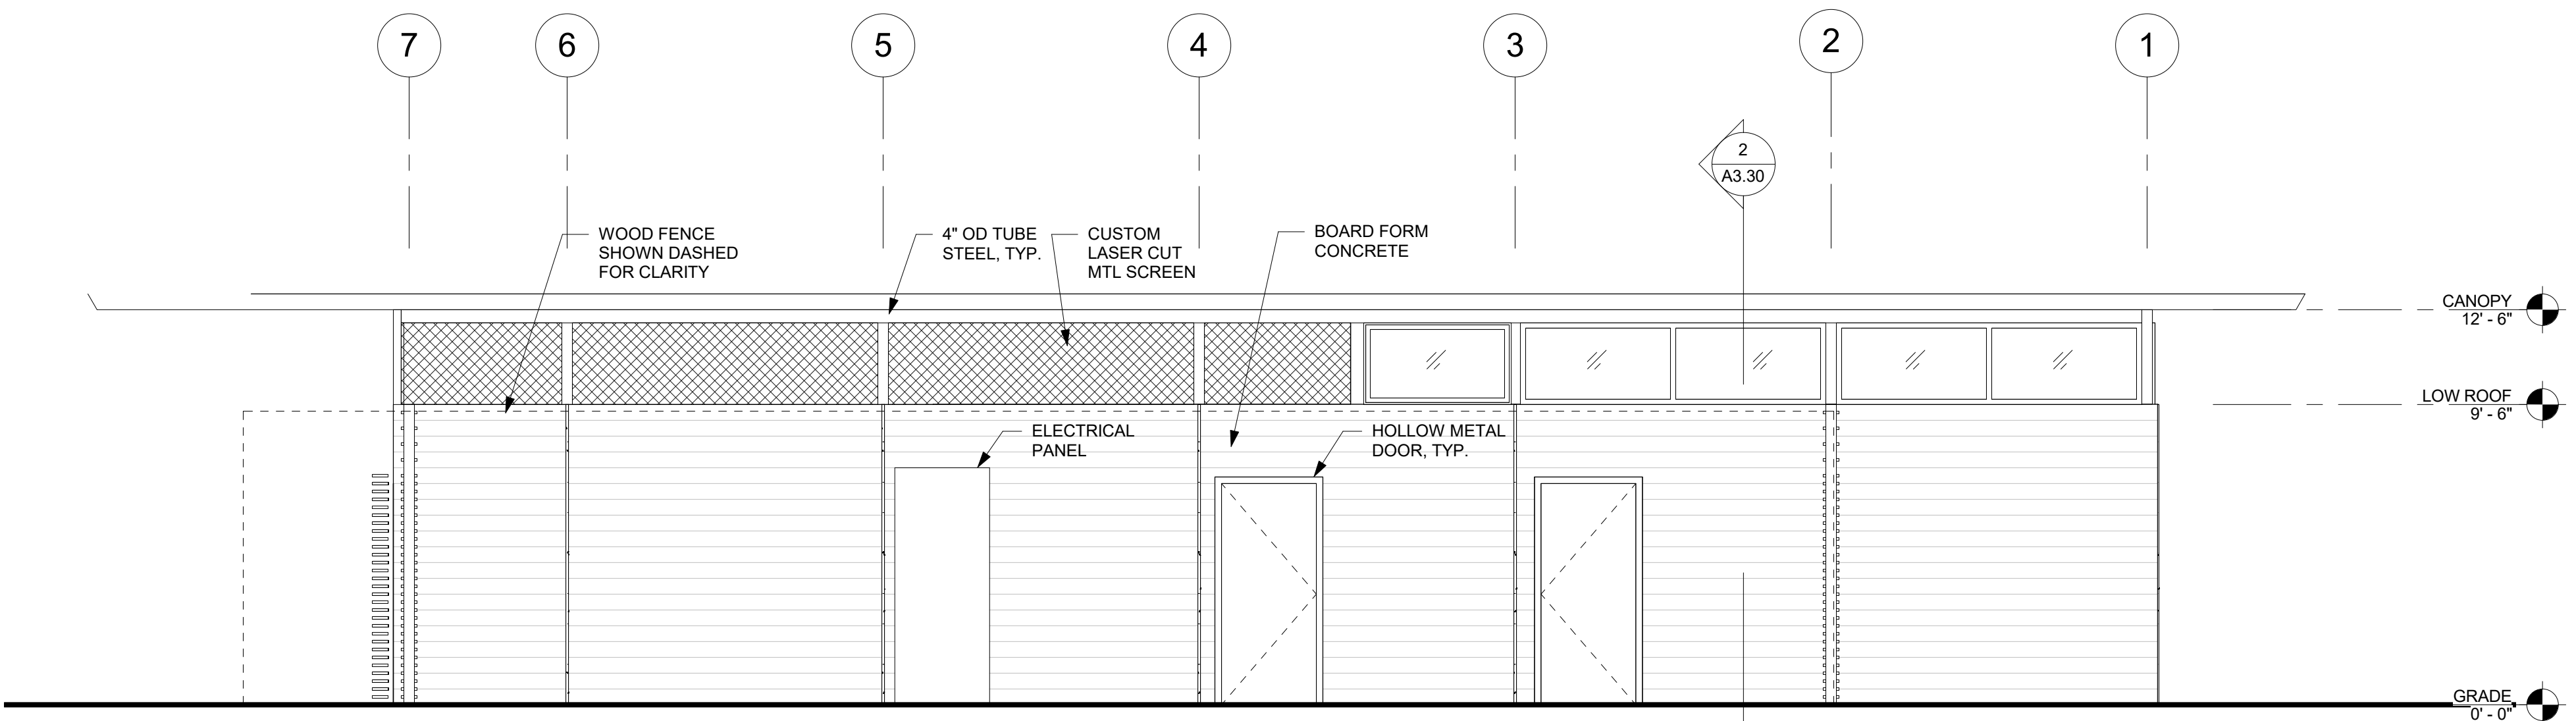 7 6 5 4 3 2 1
2
A3.30
WOOD FENCE
SHOWN DASHED
FOR CLARITY
4" OD TUBE
STEEL, TYP.
CUSTOM
LASER CUT
MTL SCREEN
BOARD FORM
CONCRETE
CANOPY
12' - 6"
LOW ROOF
9' - 6"
ELECTRICAL
PANEL
HOLLOW METAL
DOOR, TYP.
GRADE
0' - 0"